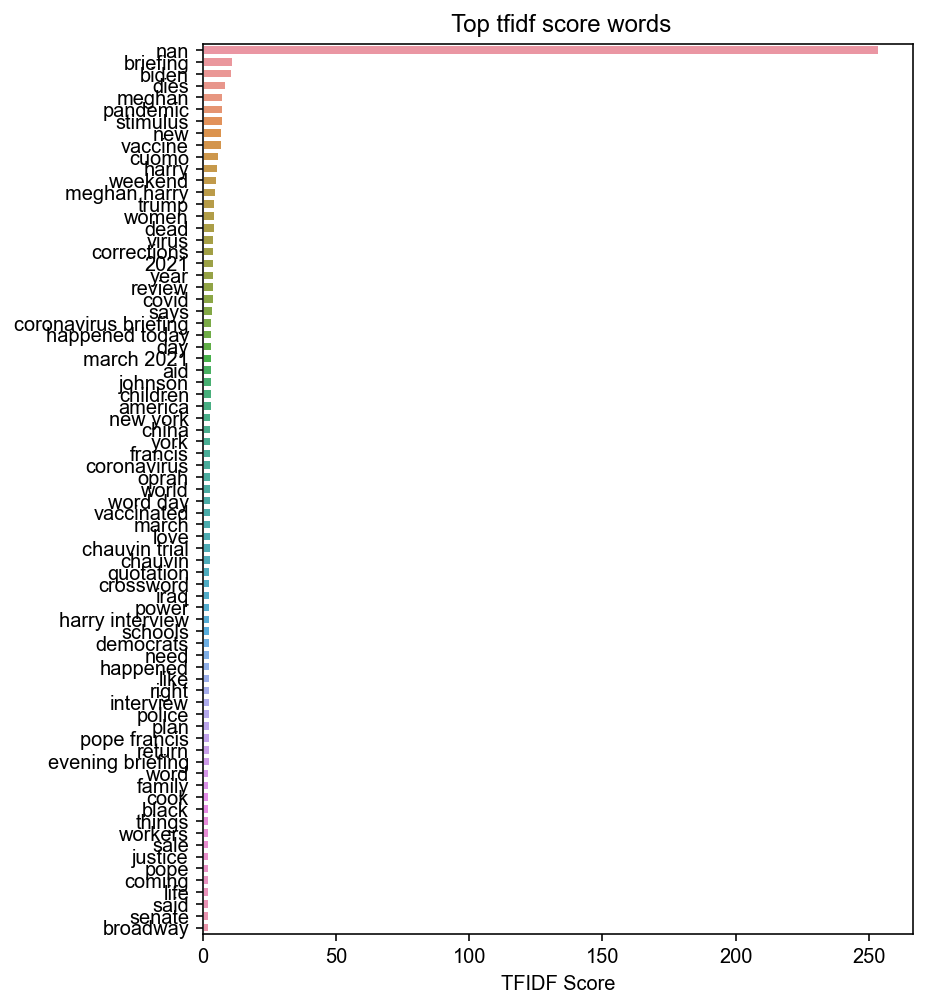 Top tfidf score words
nan
briefing
biden
dies
meghan
pandemic
stimulus
new
vaccine
cuomo
harry
weekend
meghan harry
trump
women
dead
virus
corrections
2021
year
review
covid
says
coronavirus briefing
happened today
day
march 2021
aid
johnson
children
america
new york
china
york
francis
coronavirus
oprah
world
word day
vaccinated
march
love
chauvin trial
chauvin
quotation
crossword
iraq
power
harry interview
schools
democrats
need
happened
like
right
interview
police
plan
pope francis
return
evening briefing
word
family
cook
black
things
workers
sale
justice
pope
coming
life
said
senate
broadway
0 50 100 150 200 250
TFIDF Score